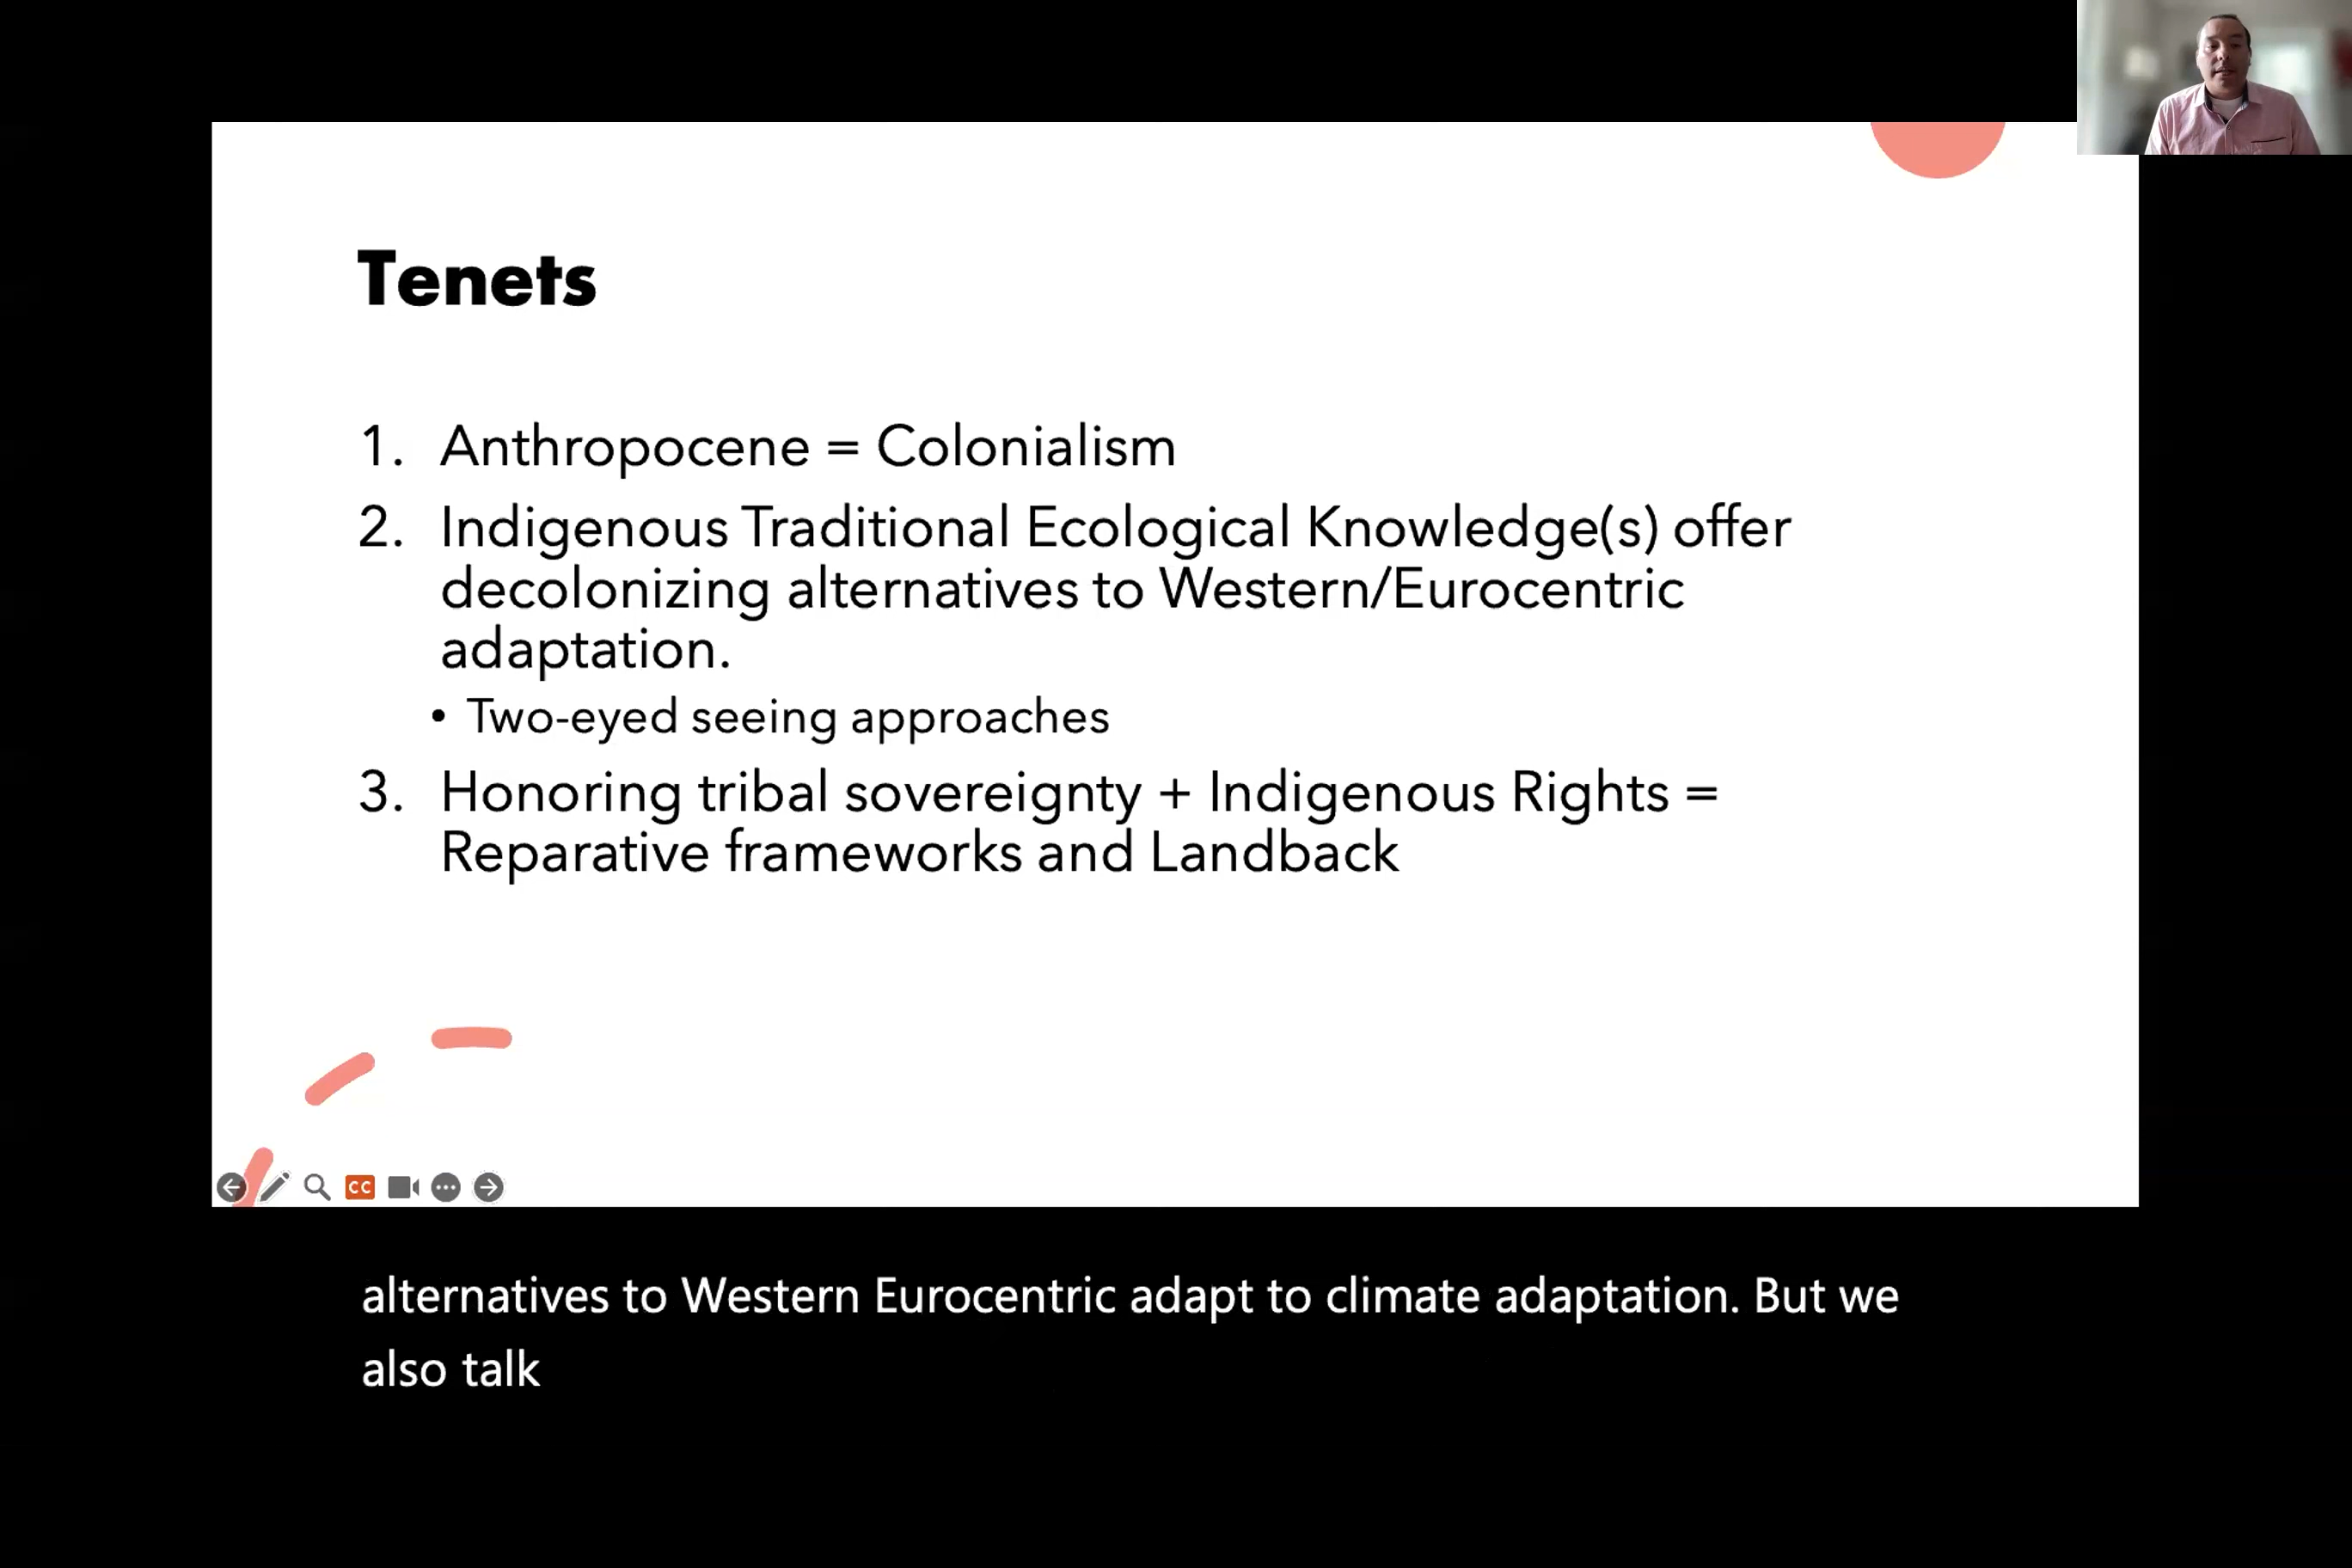 Tenets
1. Anthropocene = Colonialism
2. Indigenous Traditional Ecological Knowledge(s) offer
decolonizing alternatives to Western/Eurocentric
adaptation.
• Two-eyed seeing approaches
3. Honoring tribal sovereignty + Indigenous Rights =
Reparative frameworks and Landback
CC
alternatives to Western Eurocentric adapt to climate adaptation. But we
also talk